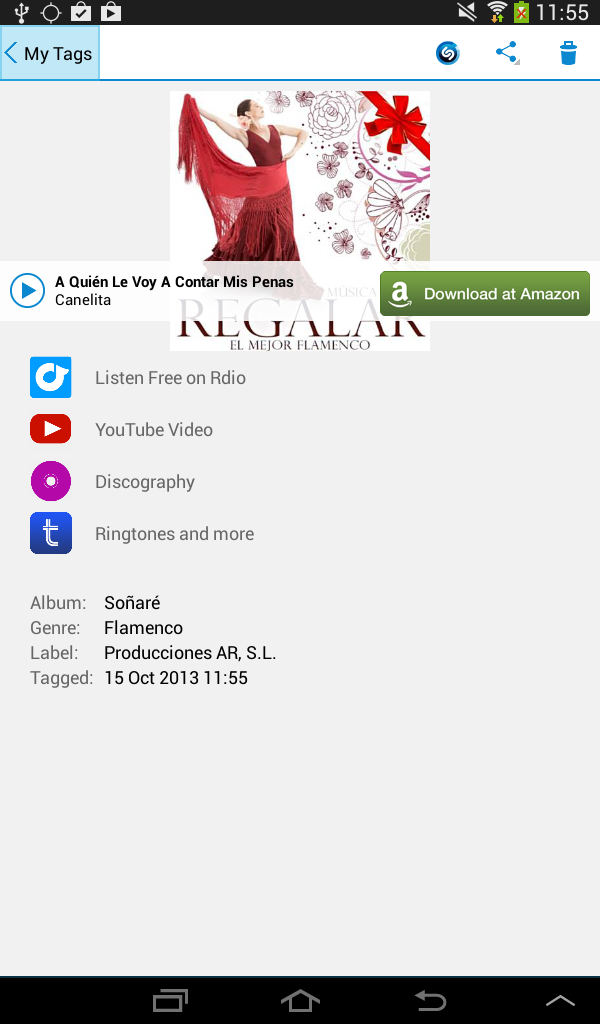 11:55
My Tags
A Quién Le Voy A Contar Mis Penas
Canelita
Download at Amazon
MUSICA
REGALAR
EL MEJOR FLAMENCO
Listen Free on Rdio
YouTube Video
Discography
Ringtones and more
Album: Soñaré
Genre: Flamenco
Label: Producciones AR, S.L.
Tagged: 15 Oct 2013 11:55